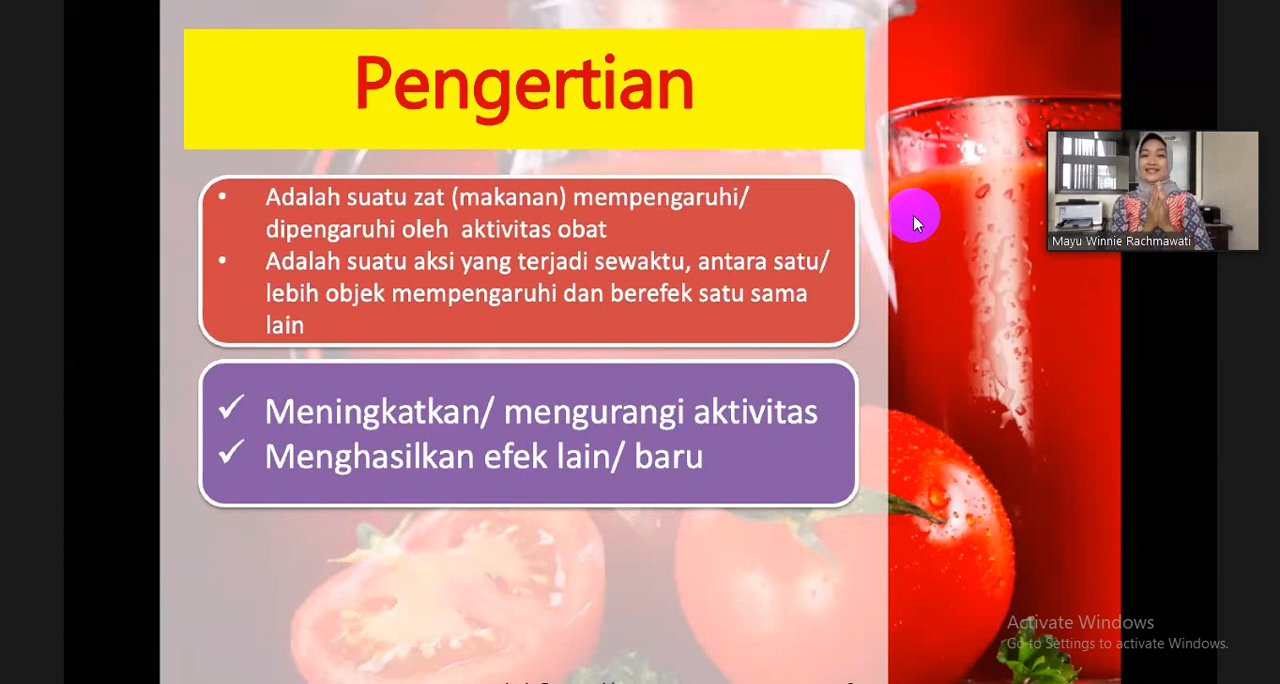 Pengertian
• Adalah suatu zat (makanan) mempengaruhi/
dipengaruhi oleh aktivitas obat
• Adalah suatu aksi yang terjadi sewaktu, antara satu/
lebih objek mempengaruhi dan berefek satu sama
lain
✓ Meningkatkan/ mengurangi aktivitas
✓ Menghasilkan efek lain/ baru
Mayu Winnie Rachmawati
Activate Windows
Go to Settings to activate Windows.